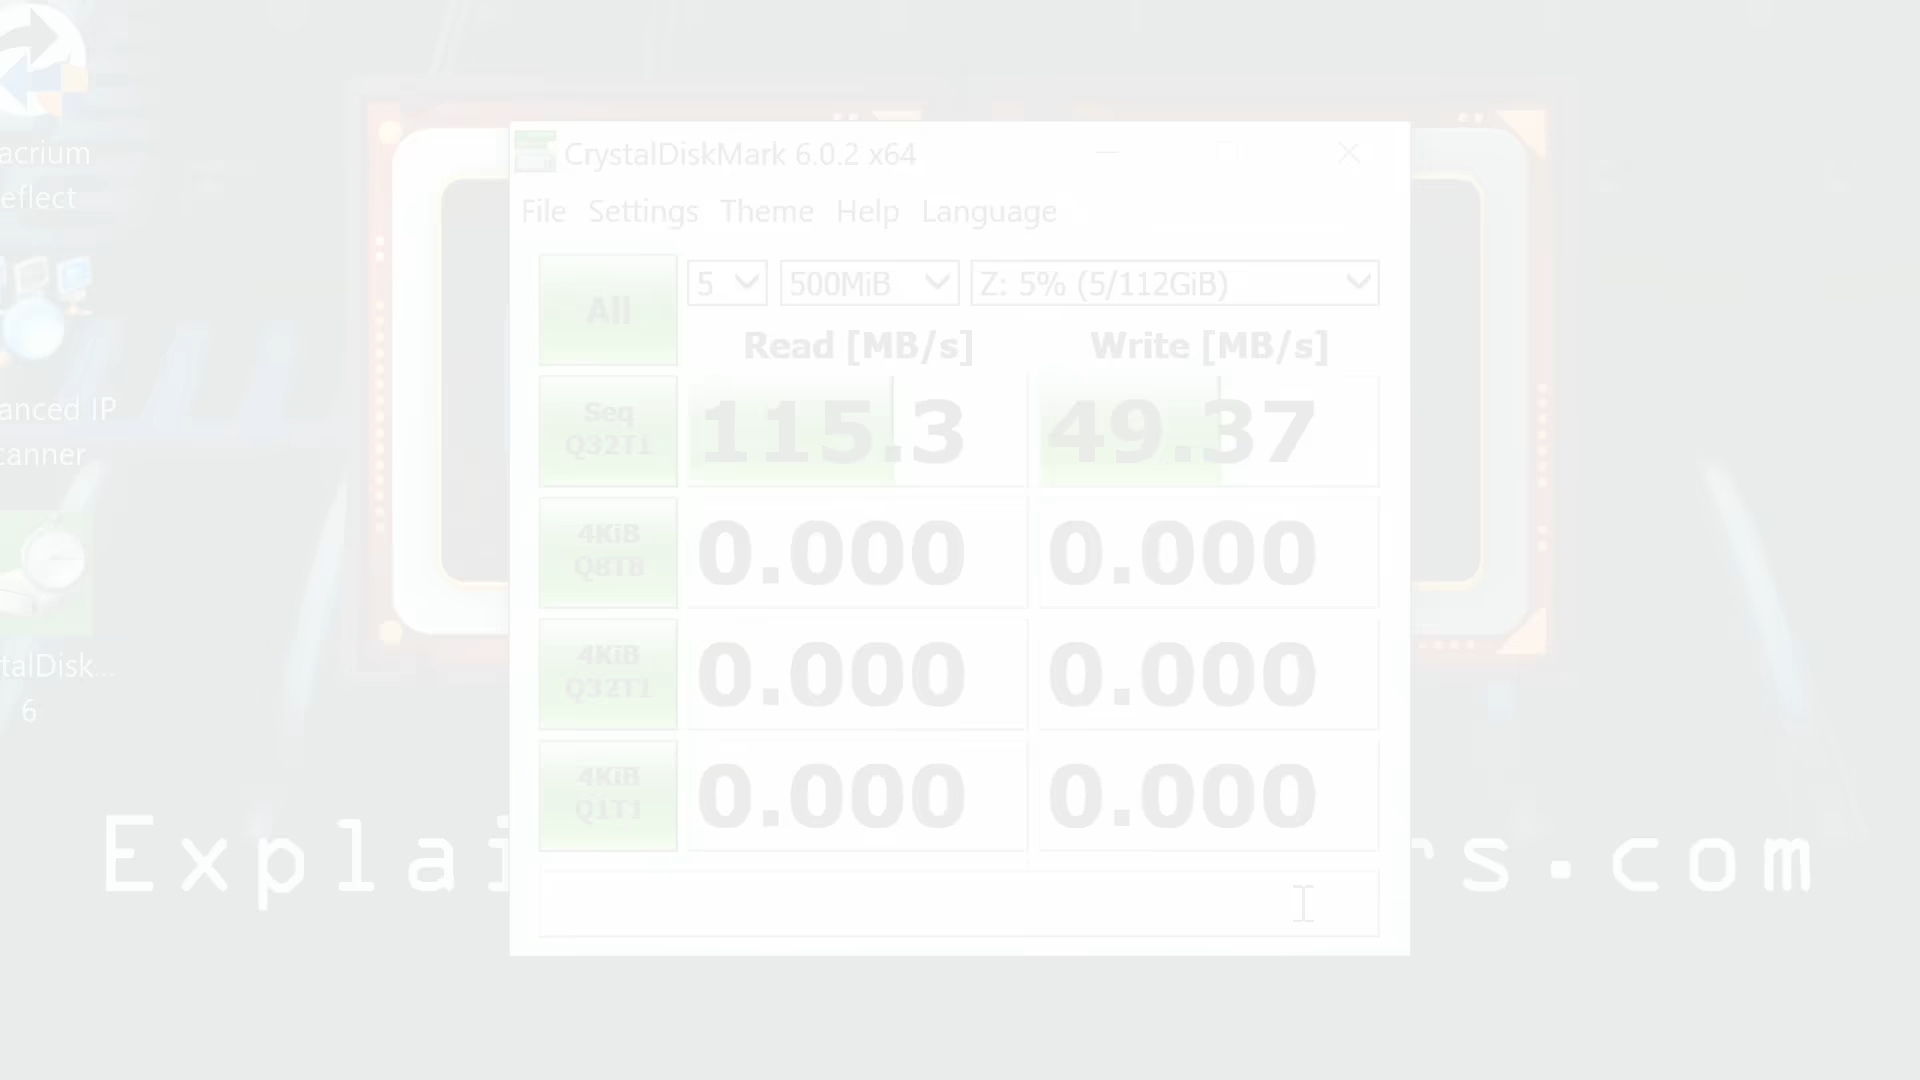 acrium
eflect
anced IP
canner
talDisk...
6
CrystalDiskMark 6.0.2 x64
File Settings Theme Help Language
All
5
500MiB
Z: 5% (5/112GiB)
Read [MB/s]
Write [MB/s]
Seq
Q32T1
115.3
49.37
4KiB
Q8T8
0.000
0.000
4KiB
Q32T1
0.000
0.000
4KiB
Q1T1
0.000
0.000
Explai
rs.com